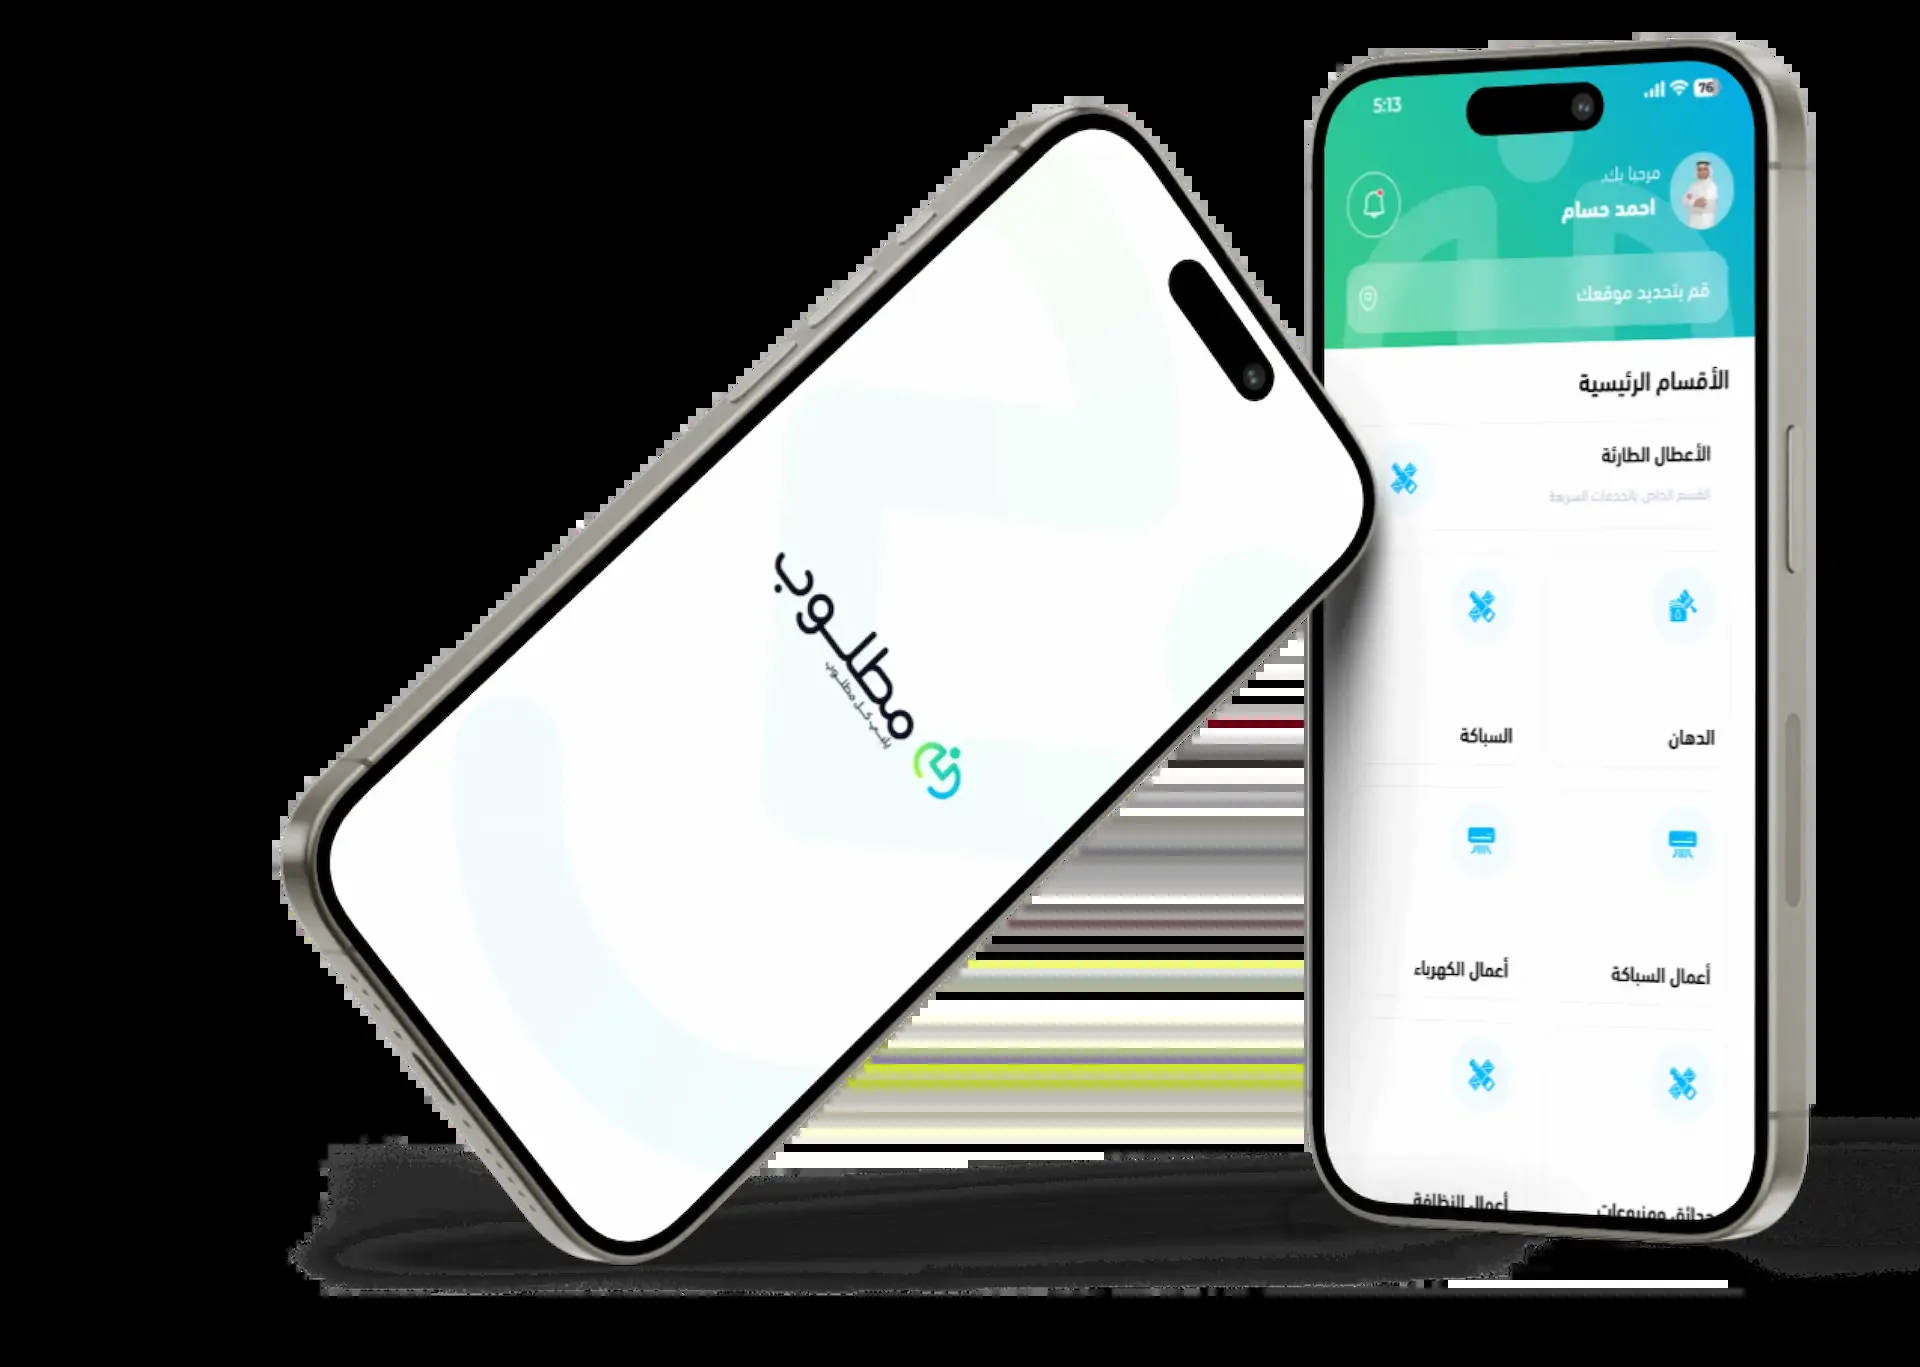 مطلوب
يلبي كل مطلوب
5:13
76
مرحبا بك,
احمد حسام
قم بتحديد موقعك
الأقسام الرئيسية
الأعطال الطارئة
القسم الخاص بالخدمات السريعة
الدهان
السباكة
أعمال السباكة
أعمال الكهرباء
حدائق ومنزوعات
أعمال النظافة